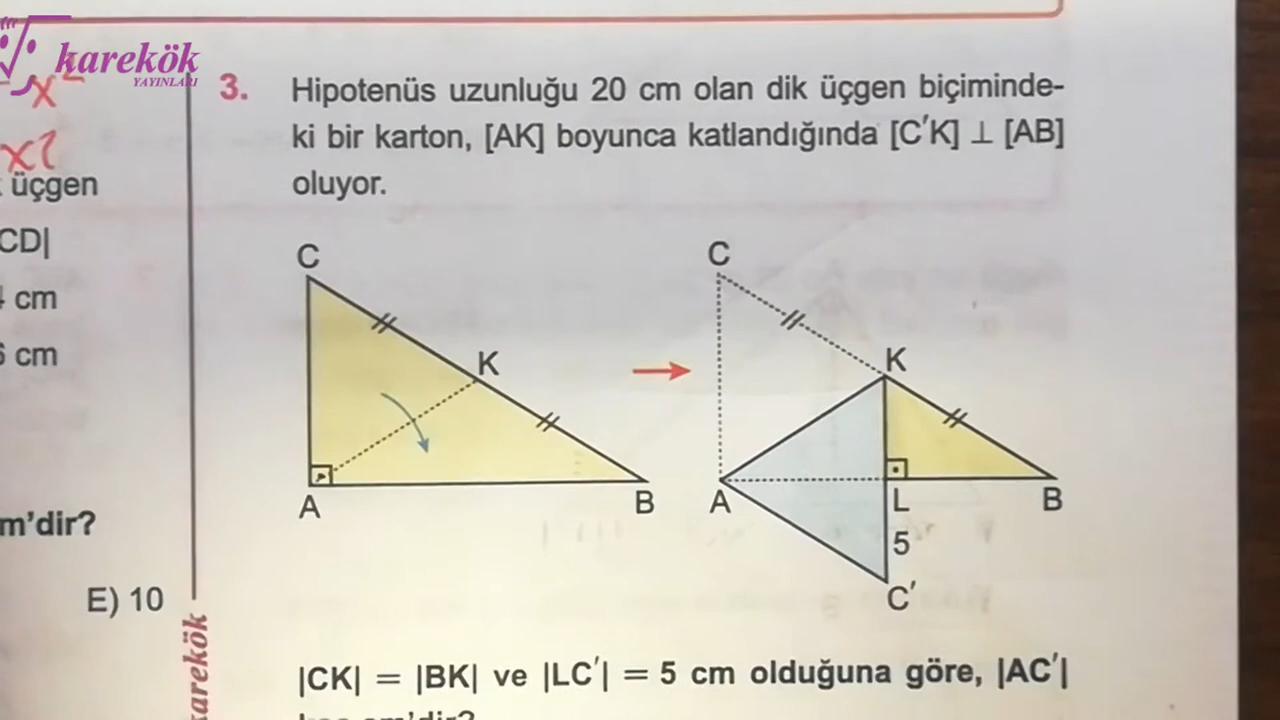 karekök
YAYINLARI
x²
x?
üçgen
CD|
cm
cm
m'dir?
E) 10
karekök
3. Hipotenüs uzunluğu 20 cm olan dik üçgen biçiminde-
ki bir karton, [AK] boyunca katlandığında [C'K] ⊥ [AB]
oluyor.
C
K
A
B
C
K
A
L
B
5
C'
|CK| = |BK| ve |LC'| = 5 cm olduğuna göre, |AC'|